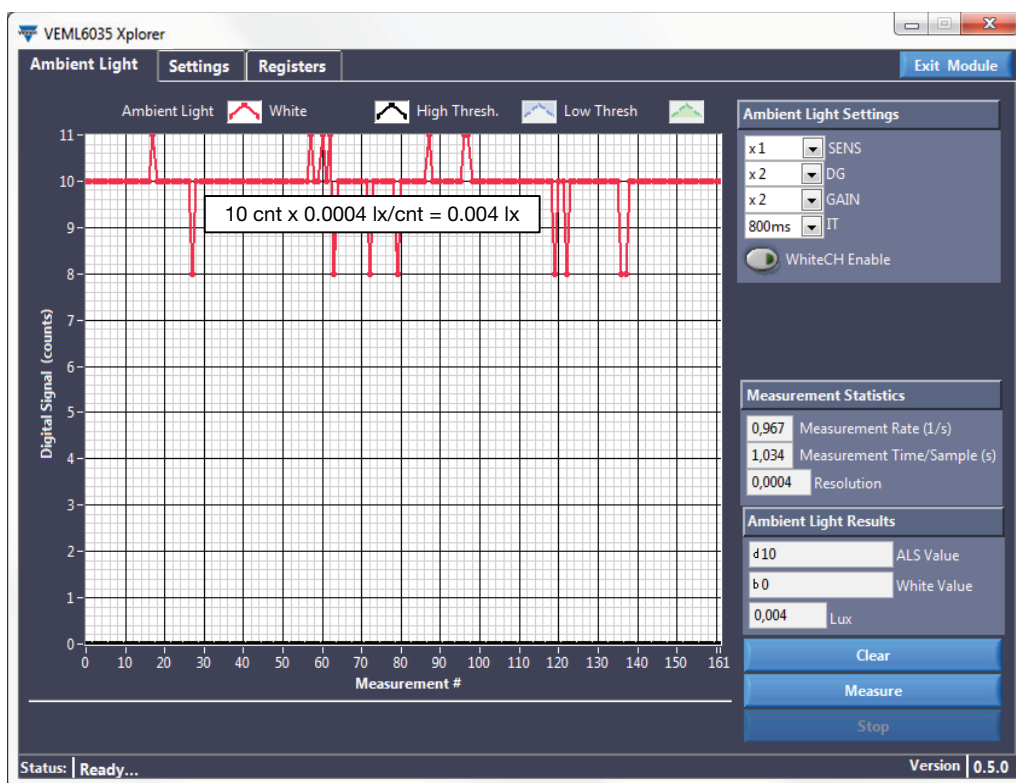 VEML6035 Xplorer
Ambient Light Settings Registers
Exit Module
Ambient Light White High Thresh. Low Thresh
11
10
9
8
7
6
5
4
3
2
1
0
Digital Signal (counts)
10 cnt x 0.0004 lx/cnt = 0.004 lx
0 10 20 30 40 50 60 70 80 90 100 110 120 130 140 150 161
Measurement #
Ambient Light Settings
x 1 SENS
x 2 DG
x 2 GAIN
800ms IT
WhiteCH Enable
Measurement Statistics
0,967 Measurement Rate (1/s)
1,034 Measurement Time/Sample (s)
0,0004 Resolution
Ambient Light Results
d 10 ALS Value
b 0 White Value
0,004 Lux
Clear
Measure
Stop
Status: Ready...
Version 0.5.0